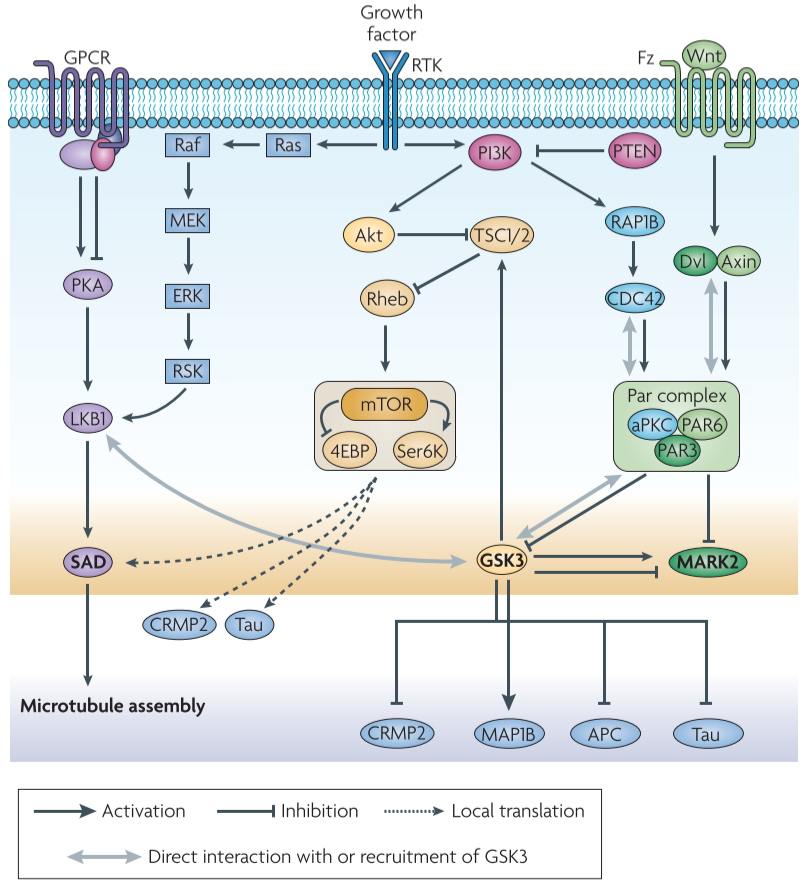 Growth
factor
GPCR
RTK
Fz
Wnt
Raf
Ras
PI3K
PTEN
MEK
Akt
TSC1/2
RAP1B
Dvl
Axin
PKA
ERK
Rheb
CDC42
RSK
LKB1
mTOR
4EBP
Ser6K
Par complex
aPKC
PAR6
PAR3
SAD
GSK3
MARK2
CRMP2
Tau
Microtubule assembly
CRMP2
MAP1B
APC
Tau
Activation
Inhibition
Local translation
Direct interaction with or recruitment of GSK3